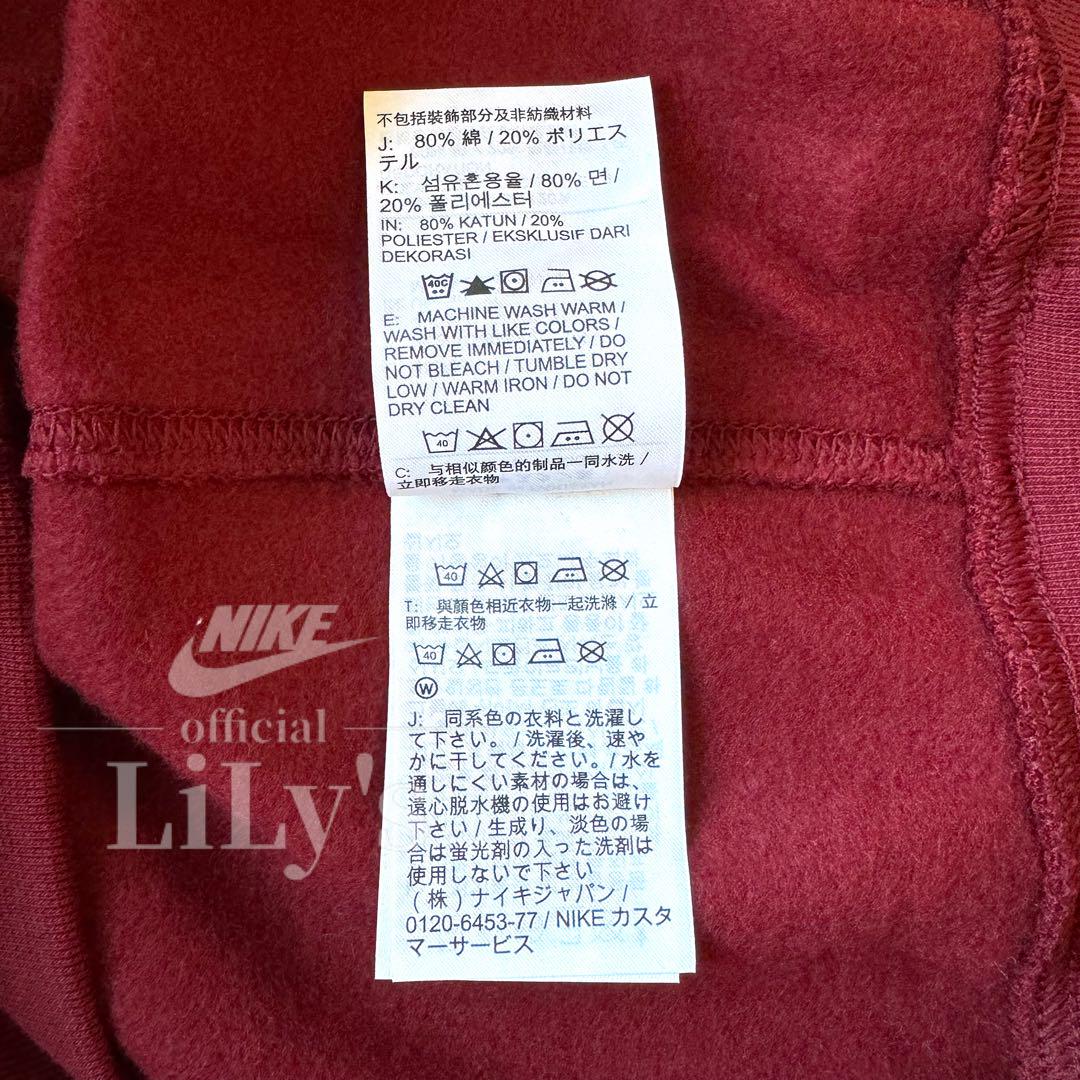 不包括裝飾部分及非紡織材料
J: 80% 綿 / 20% ポリエス
テル
K: 섬유혼용율 / 80% 면 /
20% 폴리에스터
IN: 80% KATUN / 20%
POLIESTER / EKSKLUSIF DARI
DEKORASI
40C
E: MACHINE WASH WARM /
WASH WITH LIKE COLORS /
REMOVE IMMEDIATELY / DO
NOT BLEACH / TUMBLE DRY
LOW / WARM IRON / DO NOT
DRY CLEAN
40
C: 与相似颜色的制品一同水洗 /
立即移走衣物
40
T: 與顏色相近衣物一起洗滌 / 立
即移走衣物
40
W
J: 同系色の衣料と洗濯し
て下さい。/ 洗濯後、速や
かに干してください。/ 水を
通しにくい素材の場合は、
遠心脱水機の使用はお避け
下さい / 生成り、淡色の場
合は蛍光剤の入った洗剤は
使用しないで下さい
(株) ナイキジャパン /
0120-6453-77 / NIKE カスタ
マーサービス
NIKE
official
LiLy's